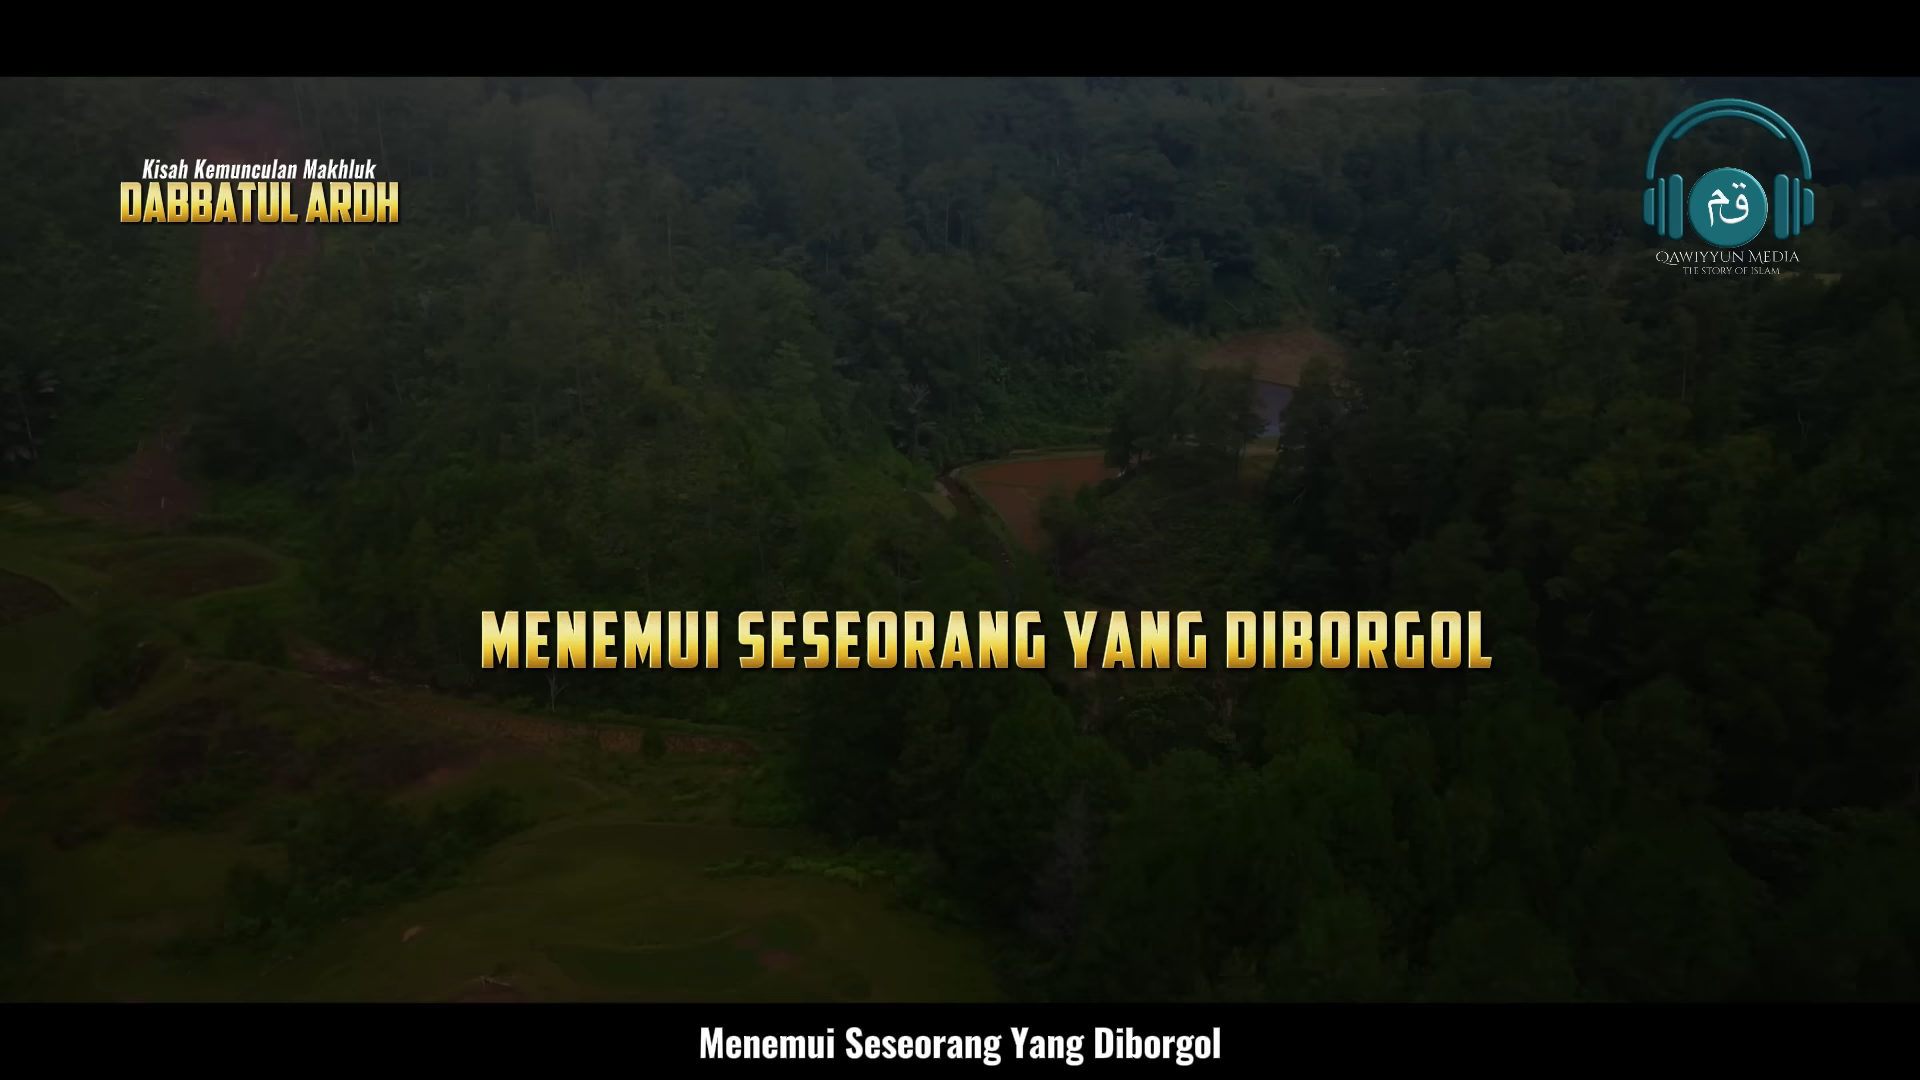 Kisah Kemunculan Makhluk
DABBATUL ARDH
قم
QAWIYYUN MEDIA
THE STORY OF ISLAM
MENEMUI SESEORANG YANG DIBORGOL
Menemui Seseorang Yang Diborgol